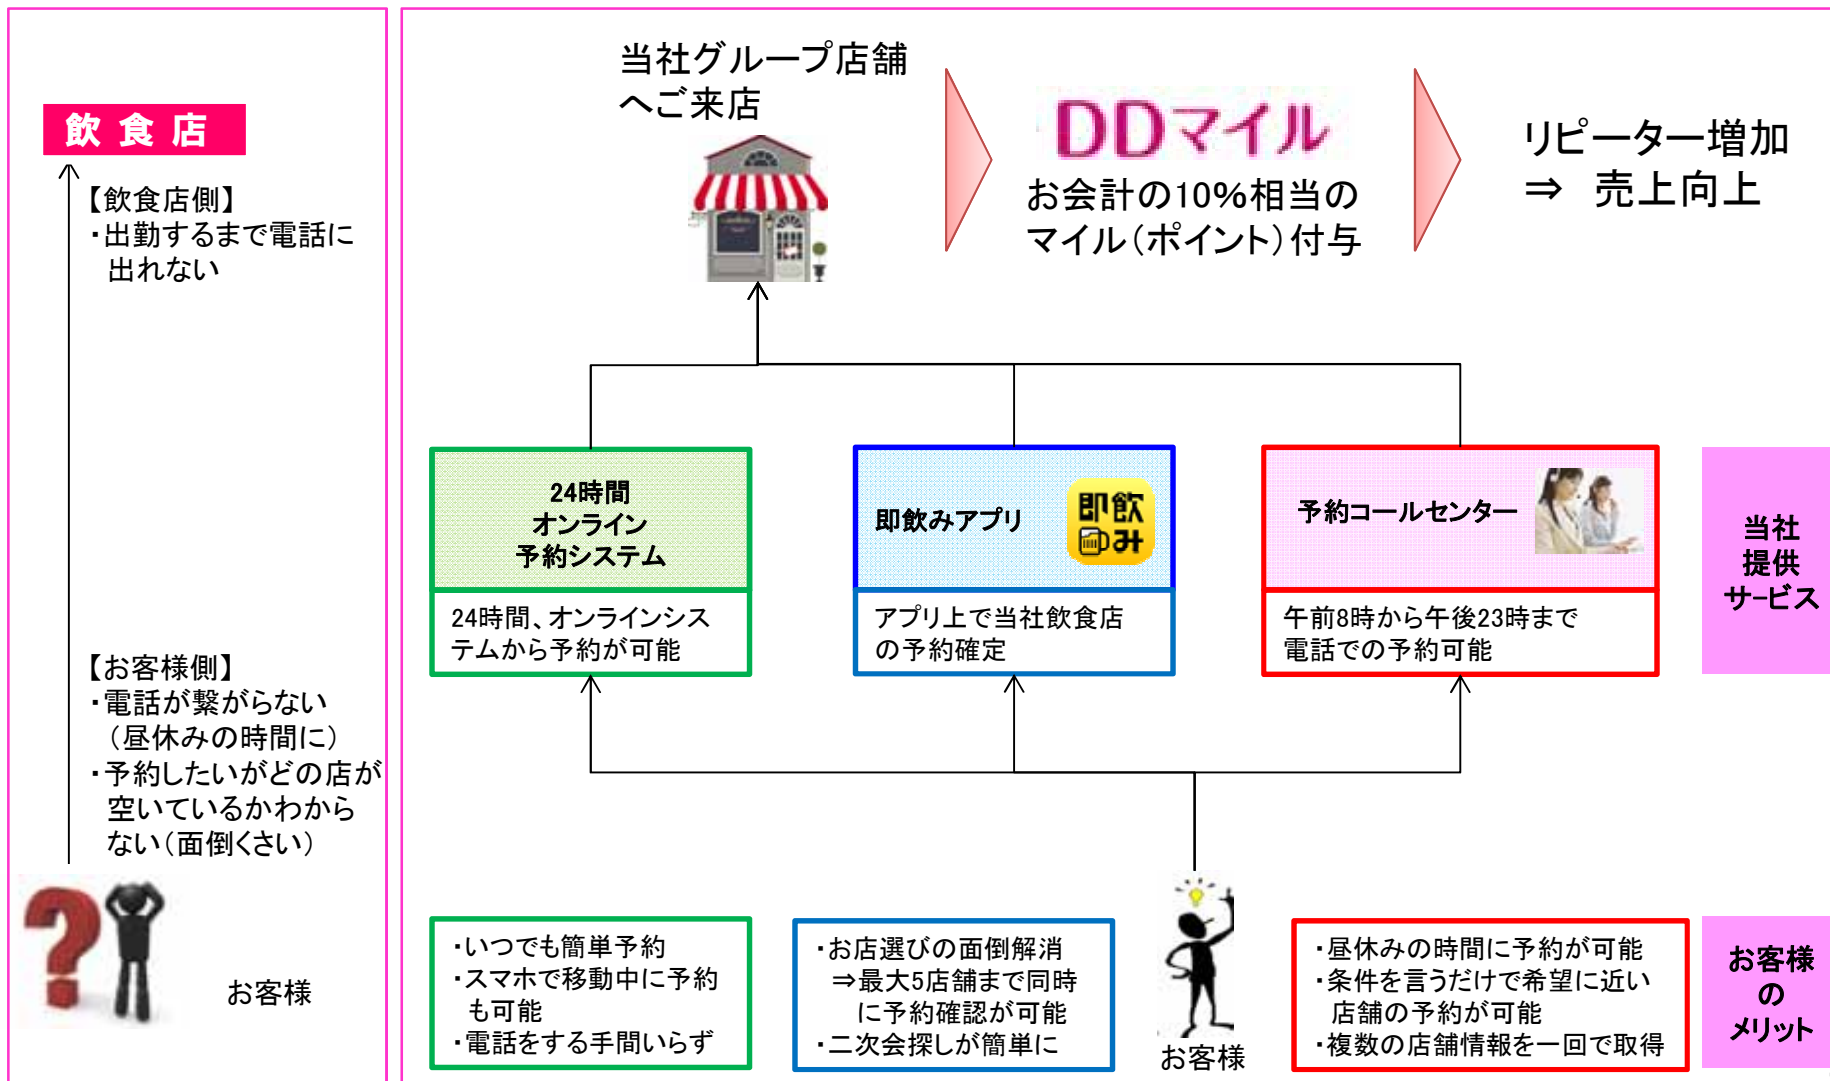 飲食店
【飲食店側】
・出勤するまで電話に
出れない
【お客様側】
・電話が繋がらない
(昼休みの時間に)
・予約したいがどの店が
空いているかわから
ない(面倒くさい)
お客様
当社グループ店舗
へご来店
DDマイル
お会計の10%相当の
マイル(ポイント)付与
リピーター増加
⇒ 売上向上
24時間
オンライン
予約システム
24時間、オンラインシス
テムから予約が可能
即飲みアプリ
即飲
み
アプリ上で当社飲食店
の予約確定
予約コールセンター
午前8時から午後23時まで
電話での予約可能
当社
提供
サービス
・いつでも簡単予約
・スマホで移動中に予約
も可能
・電話をする手間いらず
・お店選びの面倒解消
⇒最大5店舗まで同時
に予約確認が可能
・二次会探しが簡単に
お客様
・昼休みの時間に予約が可能
・条件を言うだけで希望に近い
店舗の予約が可能
・複数の店舗情報を一回で取得
お客様
の
メリット